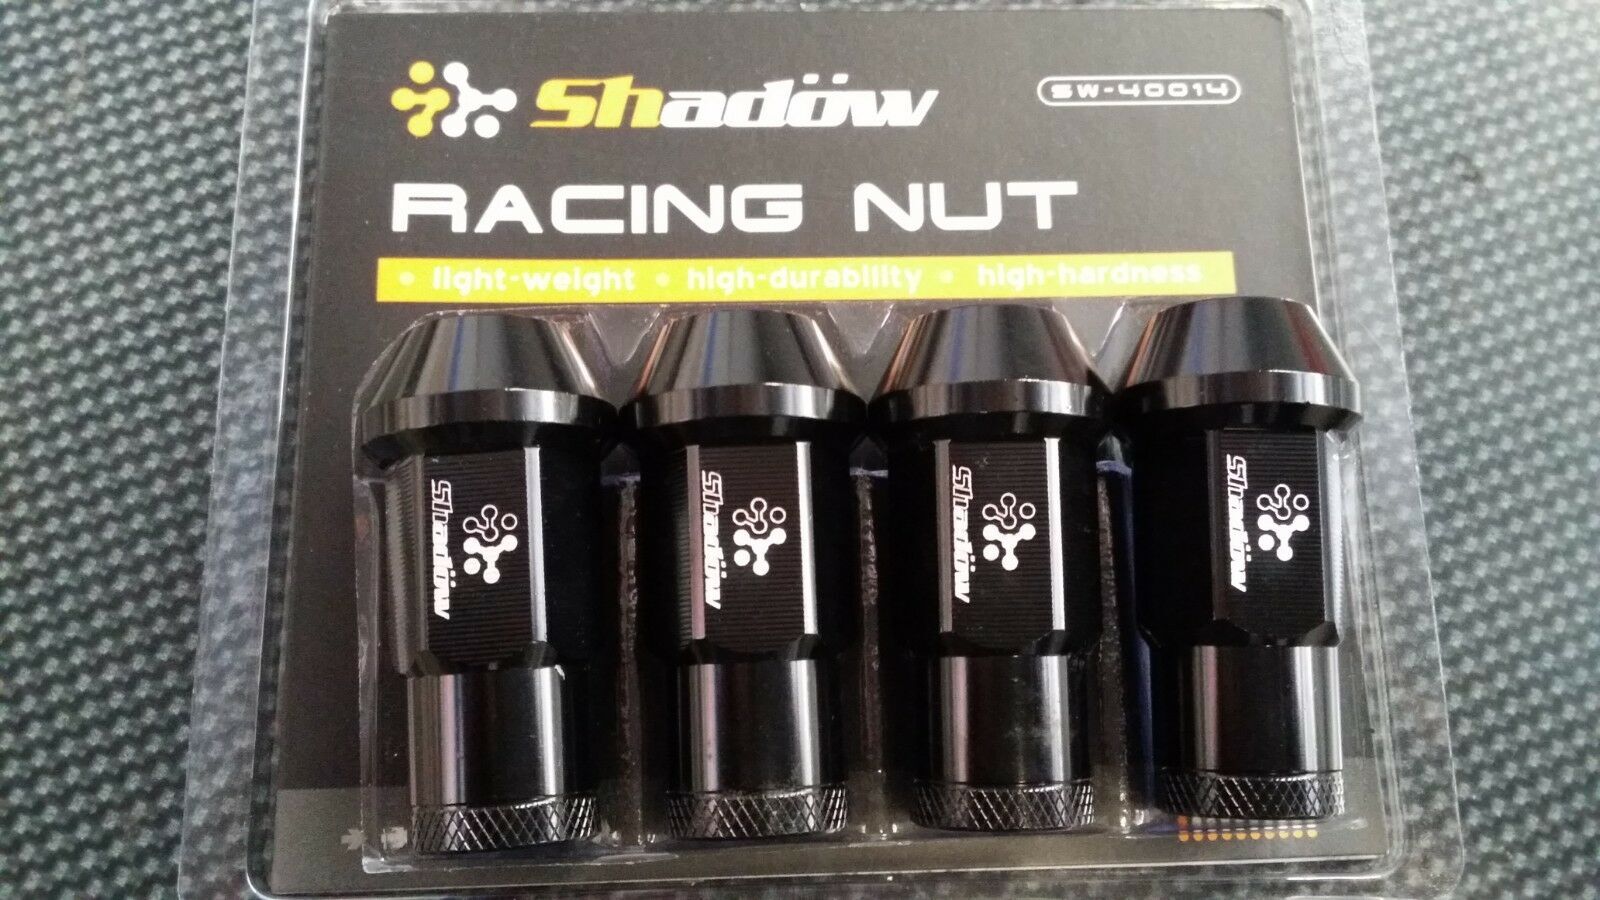 Shadöw
SW-40014
RACING NUT
• light-weight • high-durability • high-hardness
Shadöw
Shadöw
Shadöw
Shadöw